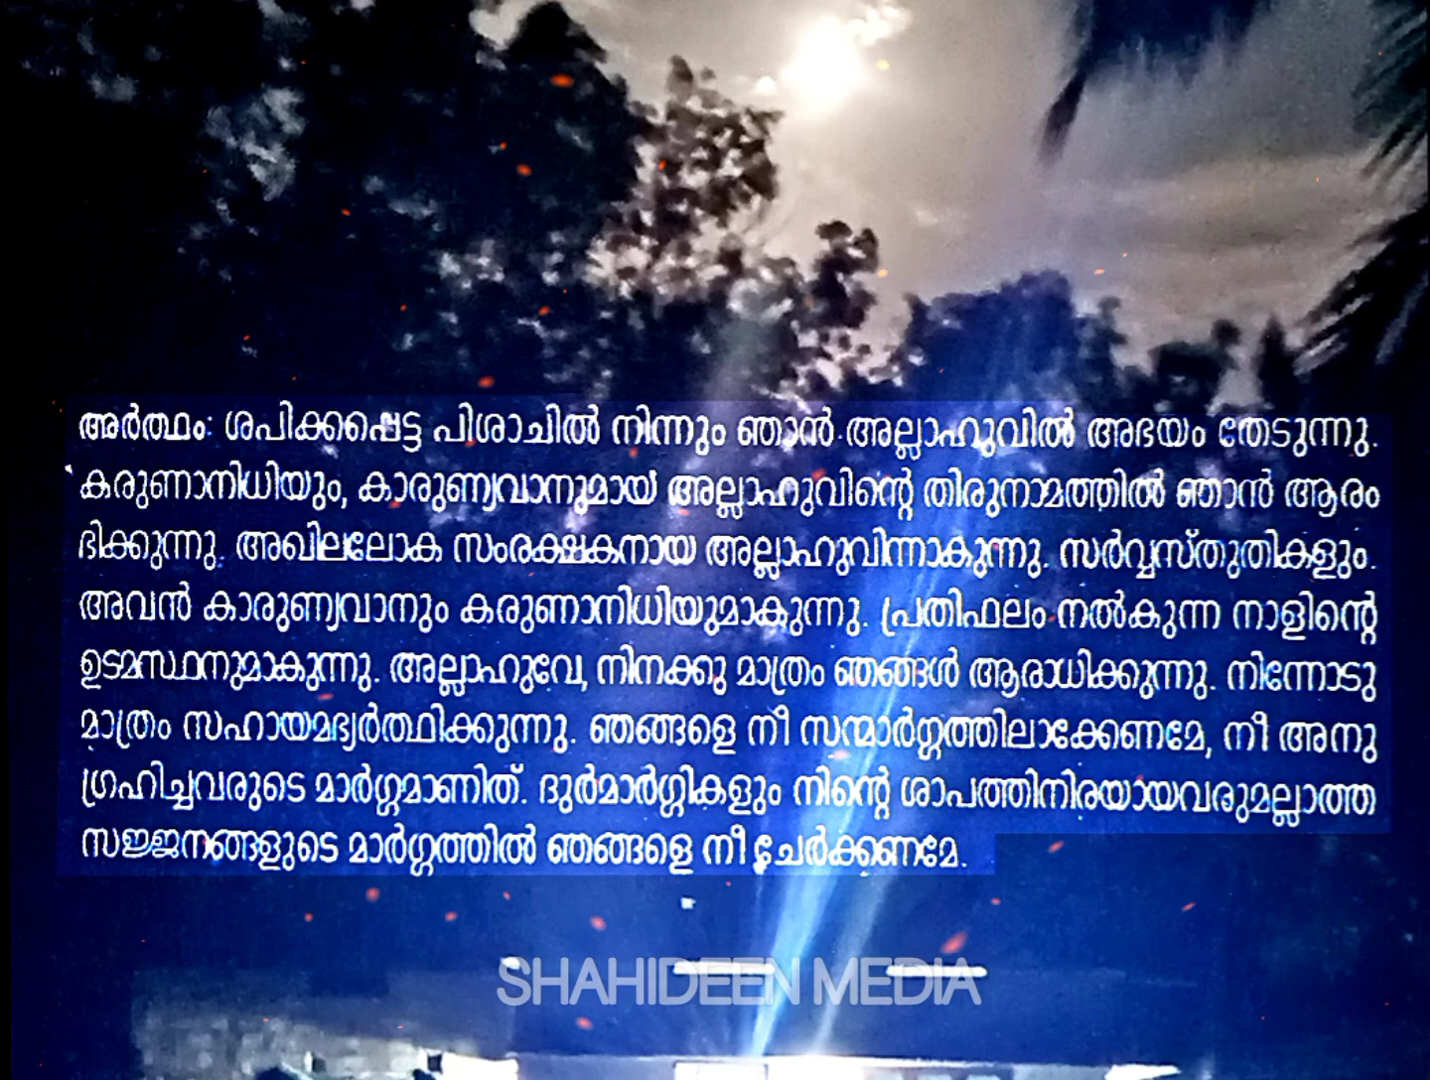 അർത്ഥം: ശപിക്കപ്പെട്ട പിശാചിൽ നിന്നും ഞാൻ അല്ലാഹുവിൽ അഭയം തേടുന്നു.
കരുണാനിധിയും, കാരുണ്യവാനുമായ അല്ലാഹുവിന്റെ തിരുനാമത്തിൽ ഞാൻ ആരം
ഭിക്കുന്നു. അഖിലലോക സംരക്ഷകനായ അല്ലാഹുവിന്നാകുന്നു. സർവ്വസ്തുതികളും.
അവൻ കാരുണ്യവാനും കരുണാനിധിയുമാകുന്നു. പ്രതിഫലം നൽകുന്ന നാളിന്റെ
ഉടമസ്ഥനുമാകുന്നു. അല്ലാഹുവേ, നിനക്കു മാത്രം ഞങ്ങൾ ആരാധിക്കുന്നു. നിന്നോടു
മാത്രം സഹായമഭ്യർത്ഥിക്കുന്നു. ഞങ്ങളെ നീ സന്മാർഗ്ഗത്തിലാക്കേണമേ, നീ അനു
ഗ്രഹിച്ചവരുടെ മാർഗ്ഗമാണിത്. ദുർമാർഗ്ഗികളും നിന്റെ ശാപത്തിനിരയായവരുമല്ലാത്ത
സജ്ജനങ്ങളുടെ മാർഗ്ഗത്തിൽ ഞങ്ങളെ നീ ചേർക്കണമേ.
SHAHIDEEN MEDIA